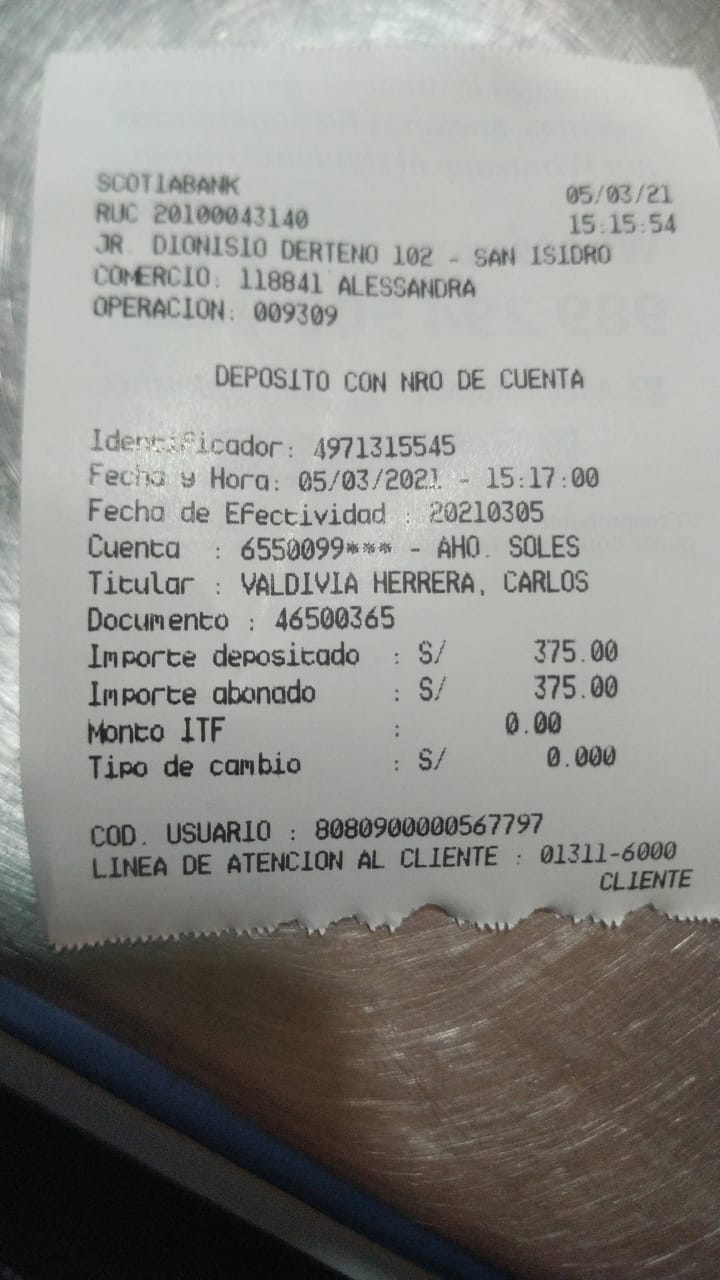 SCOTIABANK 05/03/21
RUC 20100043140 15:15:54
JR. DIONISIO DERTENO 102 - SAN ISIDRO
COMERCIO: 118841 ALESSANDRA
OPERACION: 009309
DEPOSITO CON NRO DE CUENTA
Identificador: 4971315545
Fecha y Hora: 05/03/2021 - 15:17:00
Fecha de Efectividad : 20210305
Cuenta : 6550099*** - AHO. SOLES
Titular : VALDIVIA HERRERA, CARLOS
Documento : 46500365
Importe depositado : S/ 375.00
Importe abonado : S/ 375.00
Monto ITF : 0.00
Tipo de cambio : S/ 0.000
COD. USUARIO : 8080900000567797
LINEA DE ATENCION AL CLIENTE : 01311-6000
CLIENTE